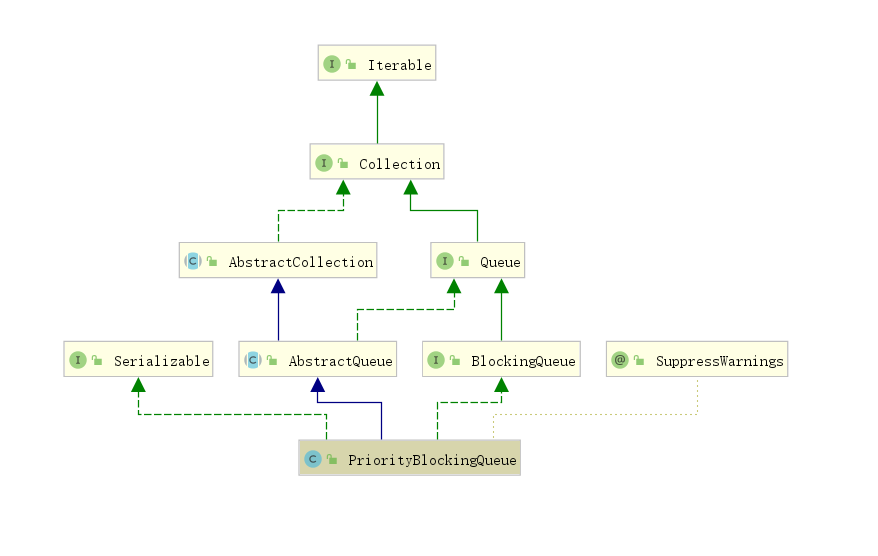 I Iterable
I Collection
C AbstractCollection
I Queue
I Serializable
C AbstractQueue
I BlockingQueue
@ SuppressWarnings
C PriorityBlockingQueue